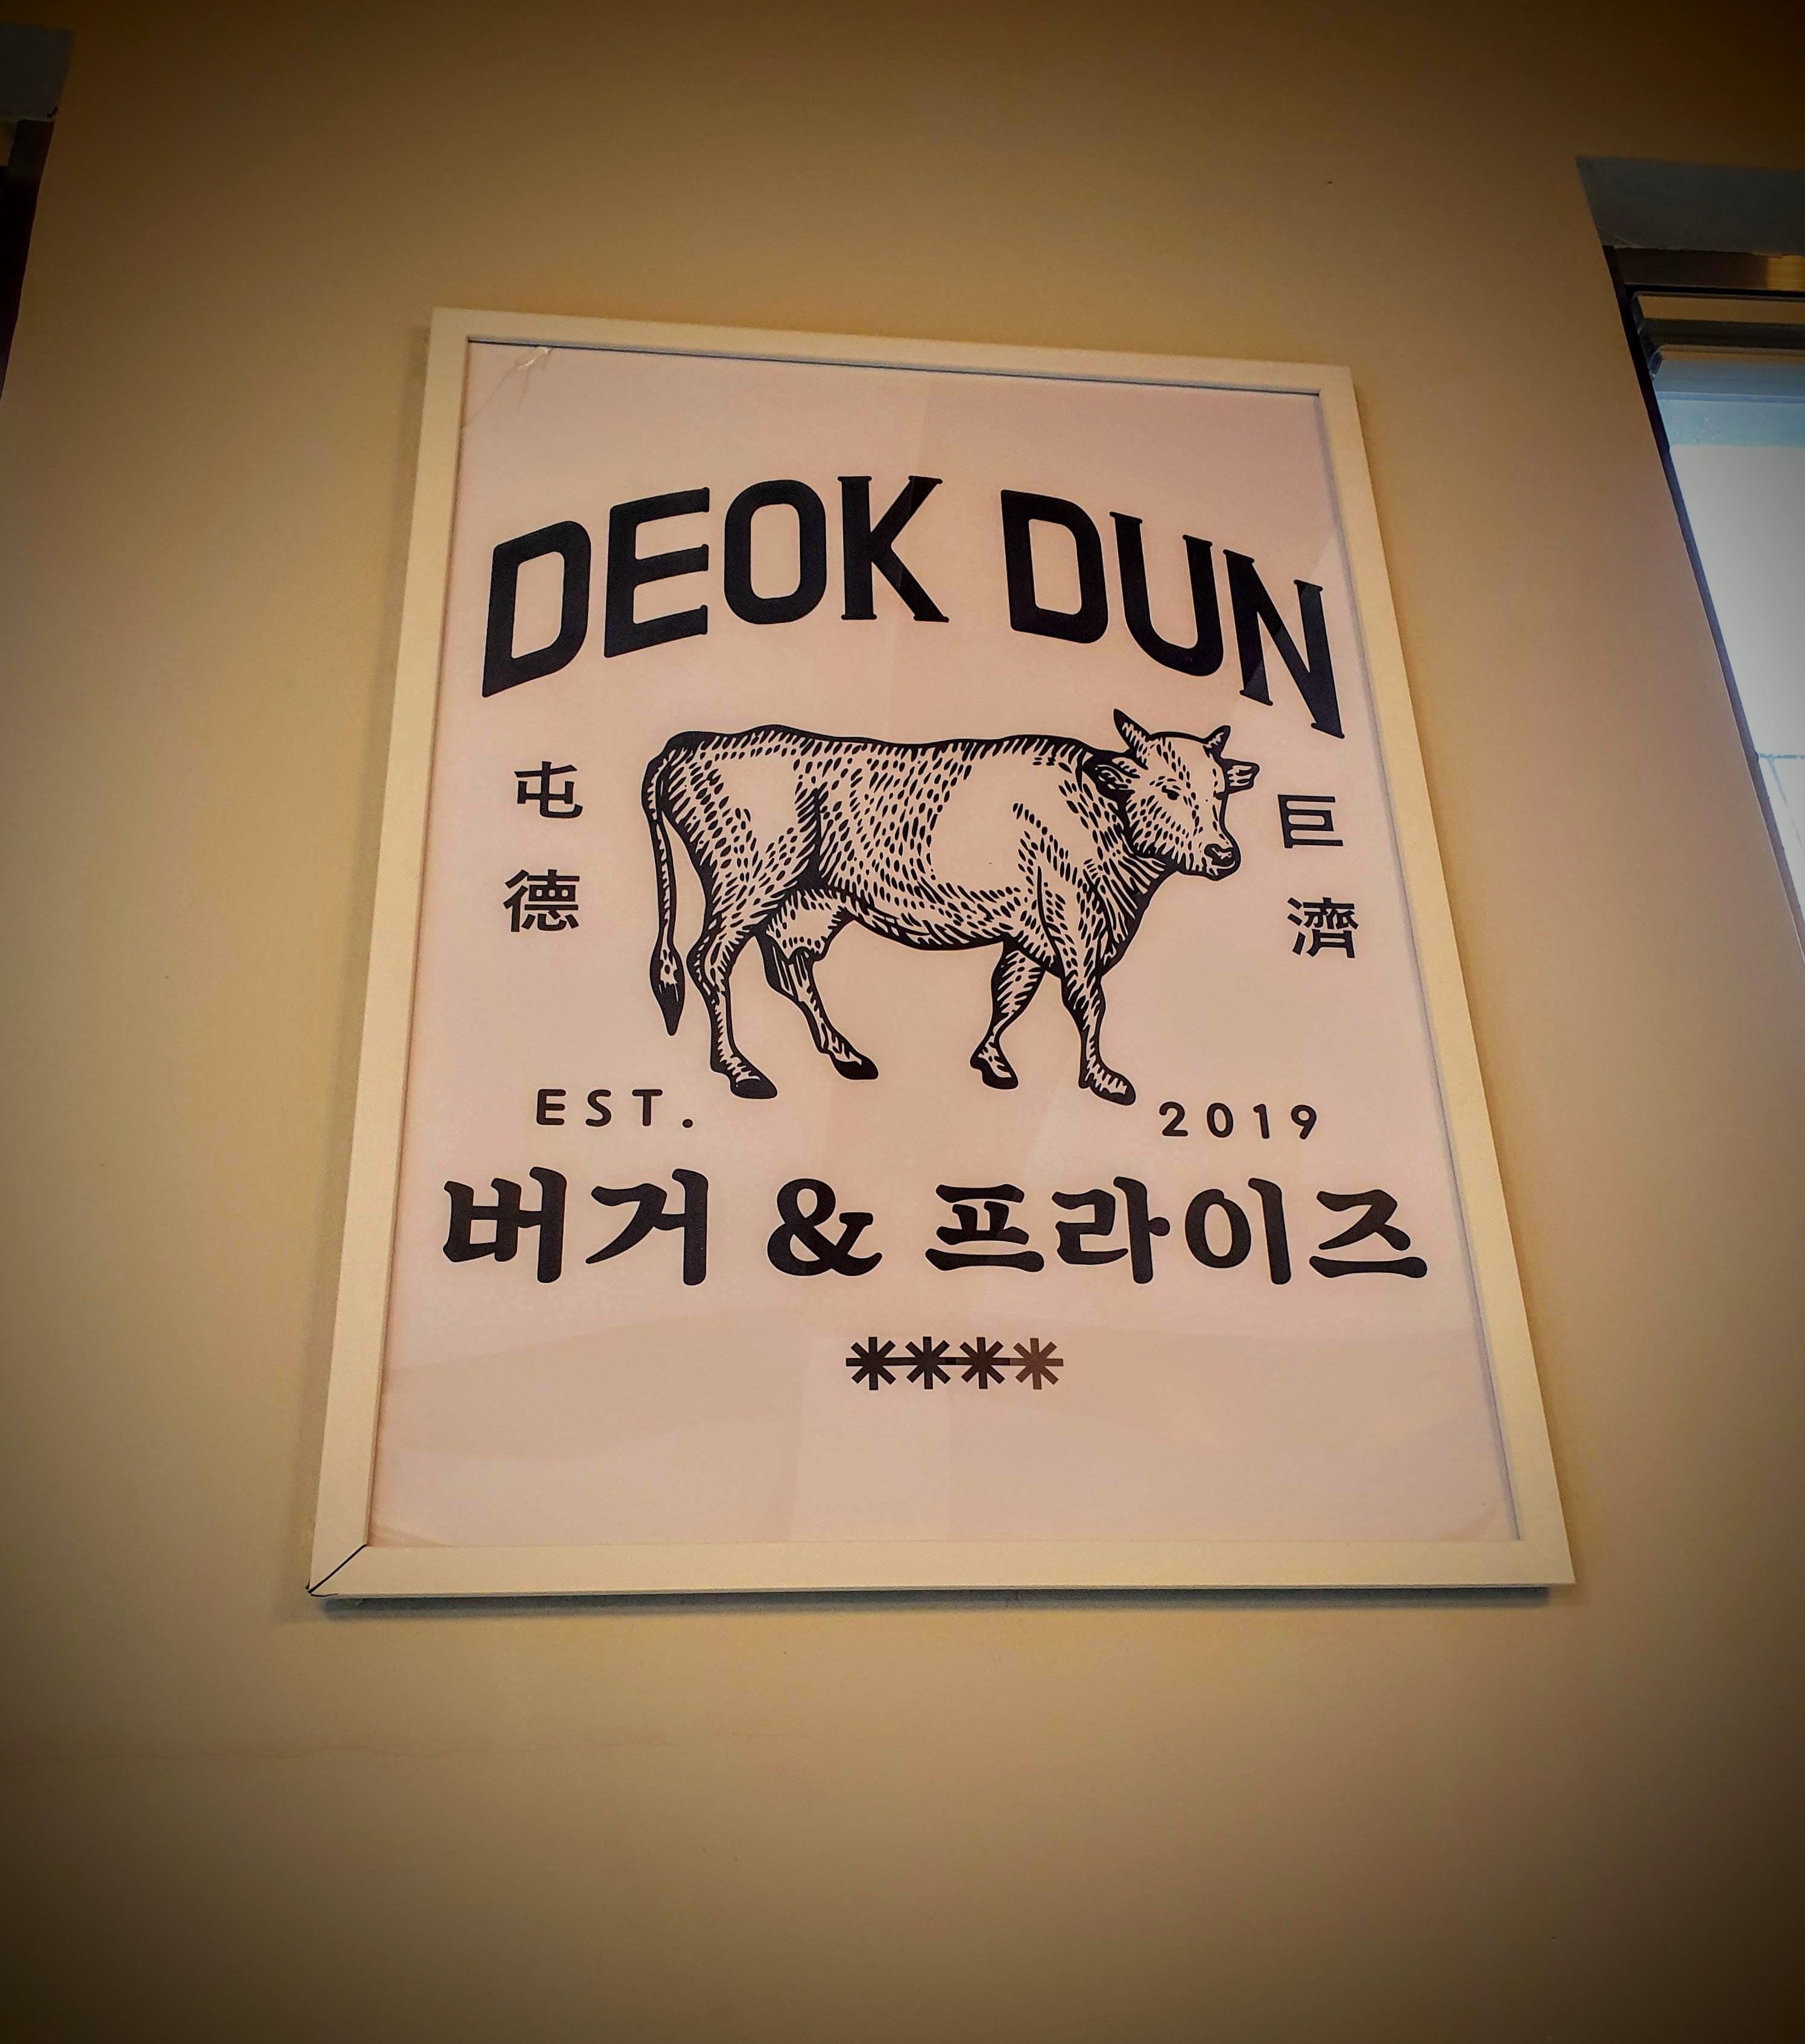 DEOK DUN
屯德
巨濟
EST. 2019
버거 & 프라이즈
****